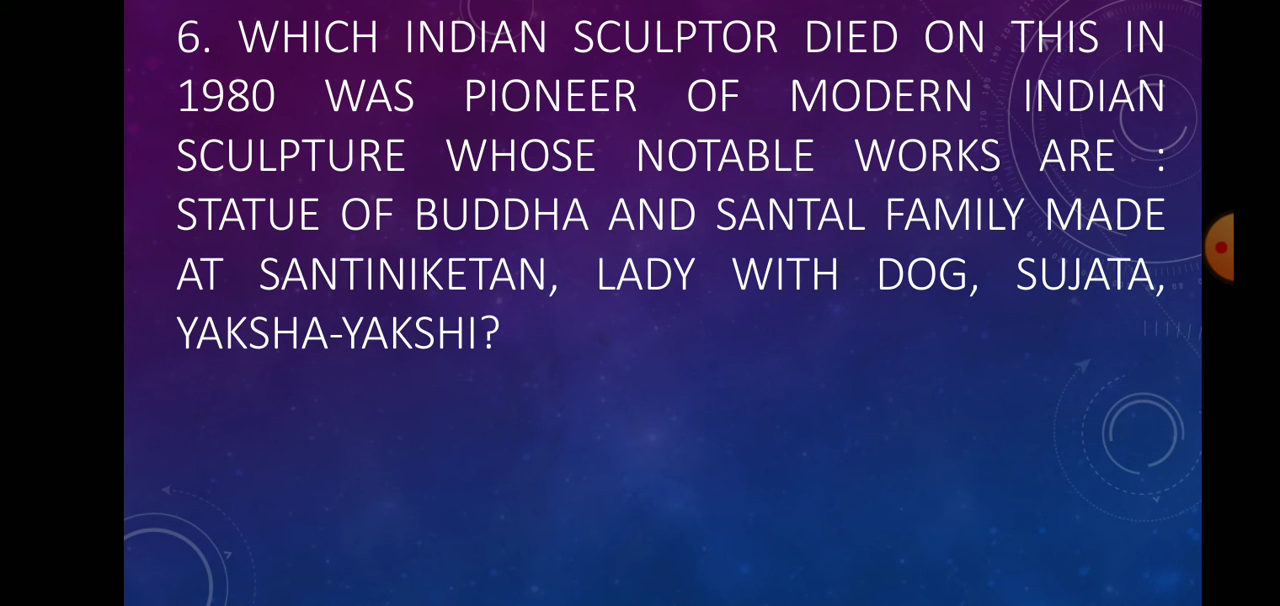 6. WHICH INDIAN SCULPTOR DIED ON THIS IN
1980 WAS PIONEER OF MODERN INDIAN
SCULPTURE WHOSE NOTABLE WORKS ARE :
STATUE OF BUDDHA AND SANTAL FAMILY MADE
AT SANTINIKETAN, LADY WITH DOG, SUJATA,
YAKSHA-YAKSHI?